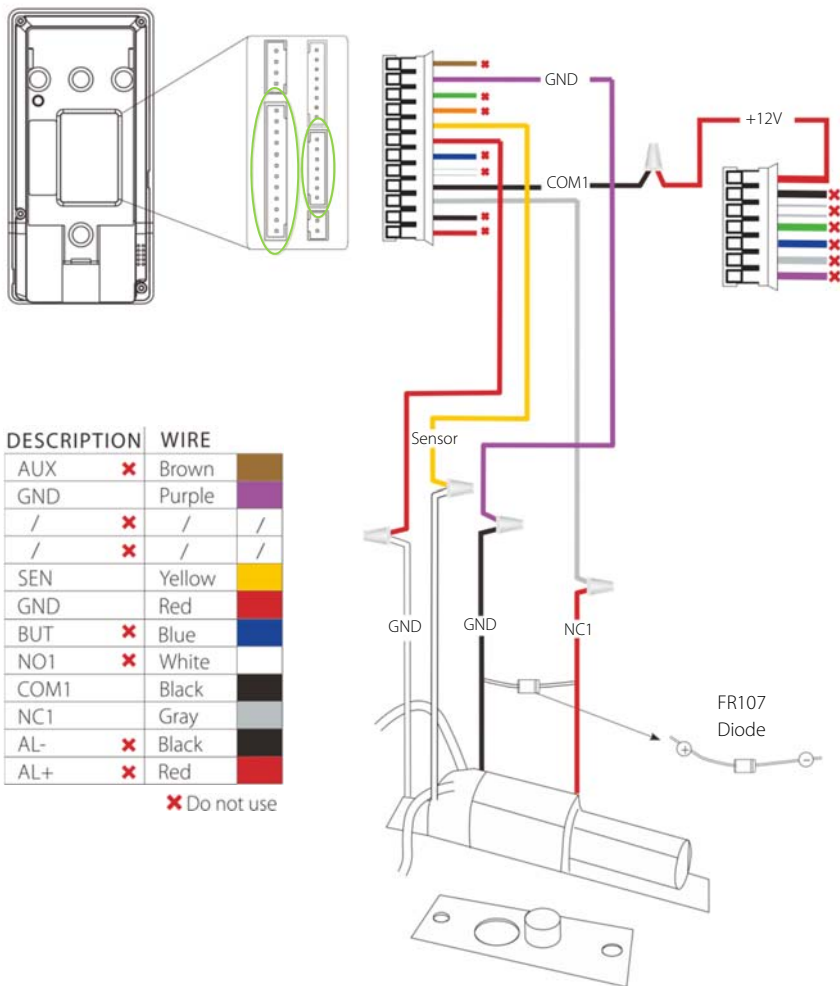 GND
+12V
COM1
Sensor
GND
GND
NC1
FR107
Diode
+
-
DESCRIPTION WIRE
AUX ✖ Brown
GND Purple
/ ✖ / /
/ ✖ / /
SEN Yellow
GND Red
BUT ✖ Blue
NO1 ✖ White
COM1 Black
NC1 Gray
AL- ✖ Black
AL+ ✖ Red
✖ Do not use